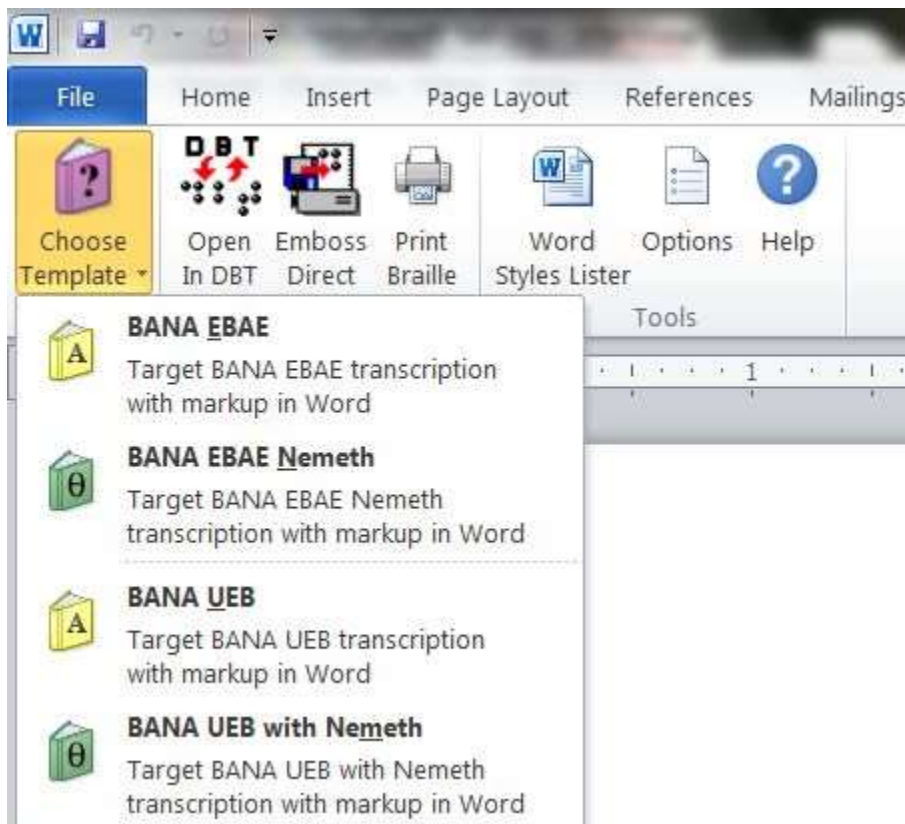 File Home Insert Page Layout References Mailings
Choose Template
Open In DBT
Emboss Direct
Print Braille
Word Styles Lister
Options
Help
Tools
1
BANA EBAE
Target BANA EBAE transcription
with markup in Word
BANA EBAE Nemeth
Target BANA EBAE Nemeth
transcription with markup in Word
BANA UEB
Target BANA UEB transcription
with markup in Word
BANA UEB with Nemeth
Target BANA UEB with Nemeth
transcription with markup in Word